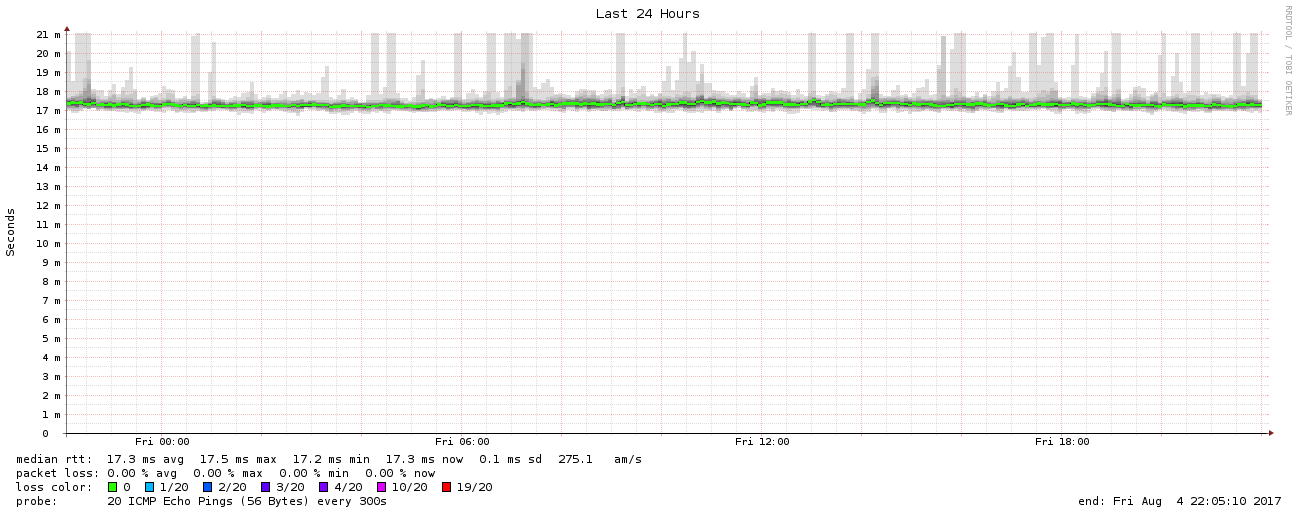 Last 24 Hours
RRDTOOL / TOBI OETIKER
21 m
20 m
19 m
18 m
17 m
16 m
15 m
14 m
13 m
12 m
11 m
10 m
9 m
8 m
7 m
6 m
5 m
4 m
3 m
2 m
1 m
0
Seconds
Fri 00:00 Fri 06:00 Fri 12:00 Fri 18:00
median rtt: 17.3 ms avg 17.5 ms max 17.2 ms min 17.3 ms now 0.1 ms sd 275.1 am/s
packet loss: 0.00 % avg 0.00 % max 0.00 % min 0.00 % now
loss color: 0 1/20 2/20 3/20 4/20 10/20 19/20
probe: 20 ICMP Echo Pings (56 Bytes) every 300s end: Fri Aug 4 22:05:10 2017